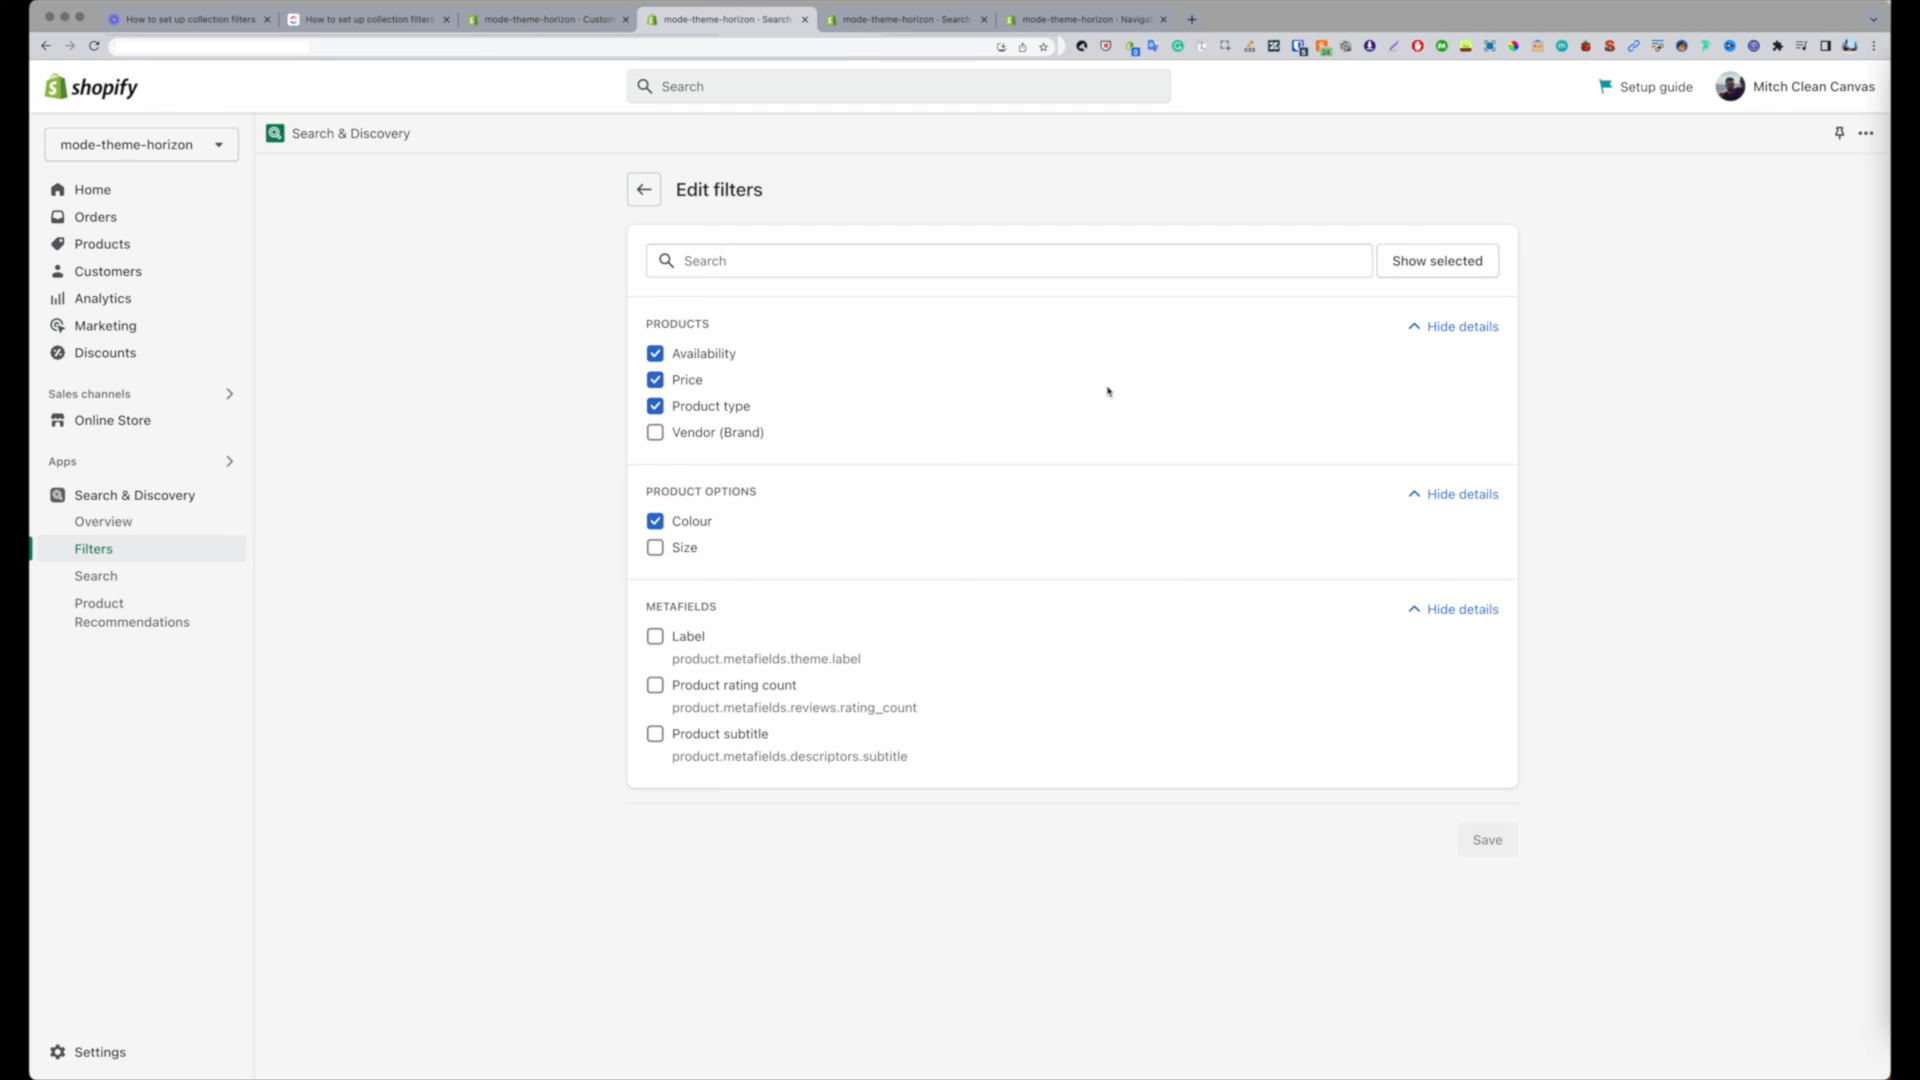 How to set up collection filters
How to set up collection filters
mode-theme-horizon · Custom
mode-theme-horizon · Search
mode-theme-horizon · Search
mode-theme-horizon · Naviga
shopify
Search
Setup guide
Mitch Clean Canvas
mode-theme-horizon
Search & Discovery
Home
Orders
Products
Customers
Analytics
Marketing
Discounts
Sales channels
Online Store
Apps
Search & Discovery
Overview
Filters
Search
Product
Recommendations
Settings
Edit filters
Search
Show selected
PRODUCTS
Hide details
Availability
Price
Product type
Vendor (Brand)
PRODUCT OPTIONS
Hide details
Colour
Size
METAFIELDS
Hide details
Label
product.metafields.theme.label
Product rating count
product.metafields.reviews.rating_count
Product subtitle
product.metafields.descriptors.subtitle
Save